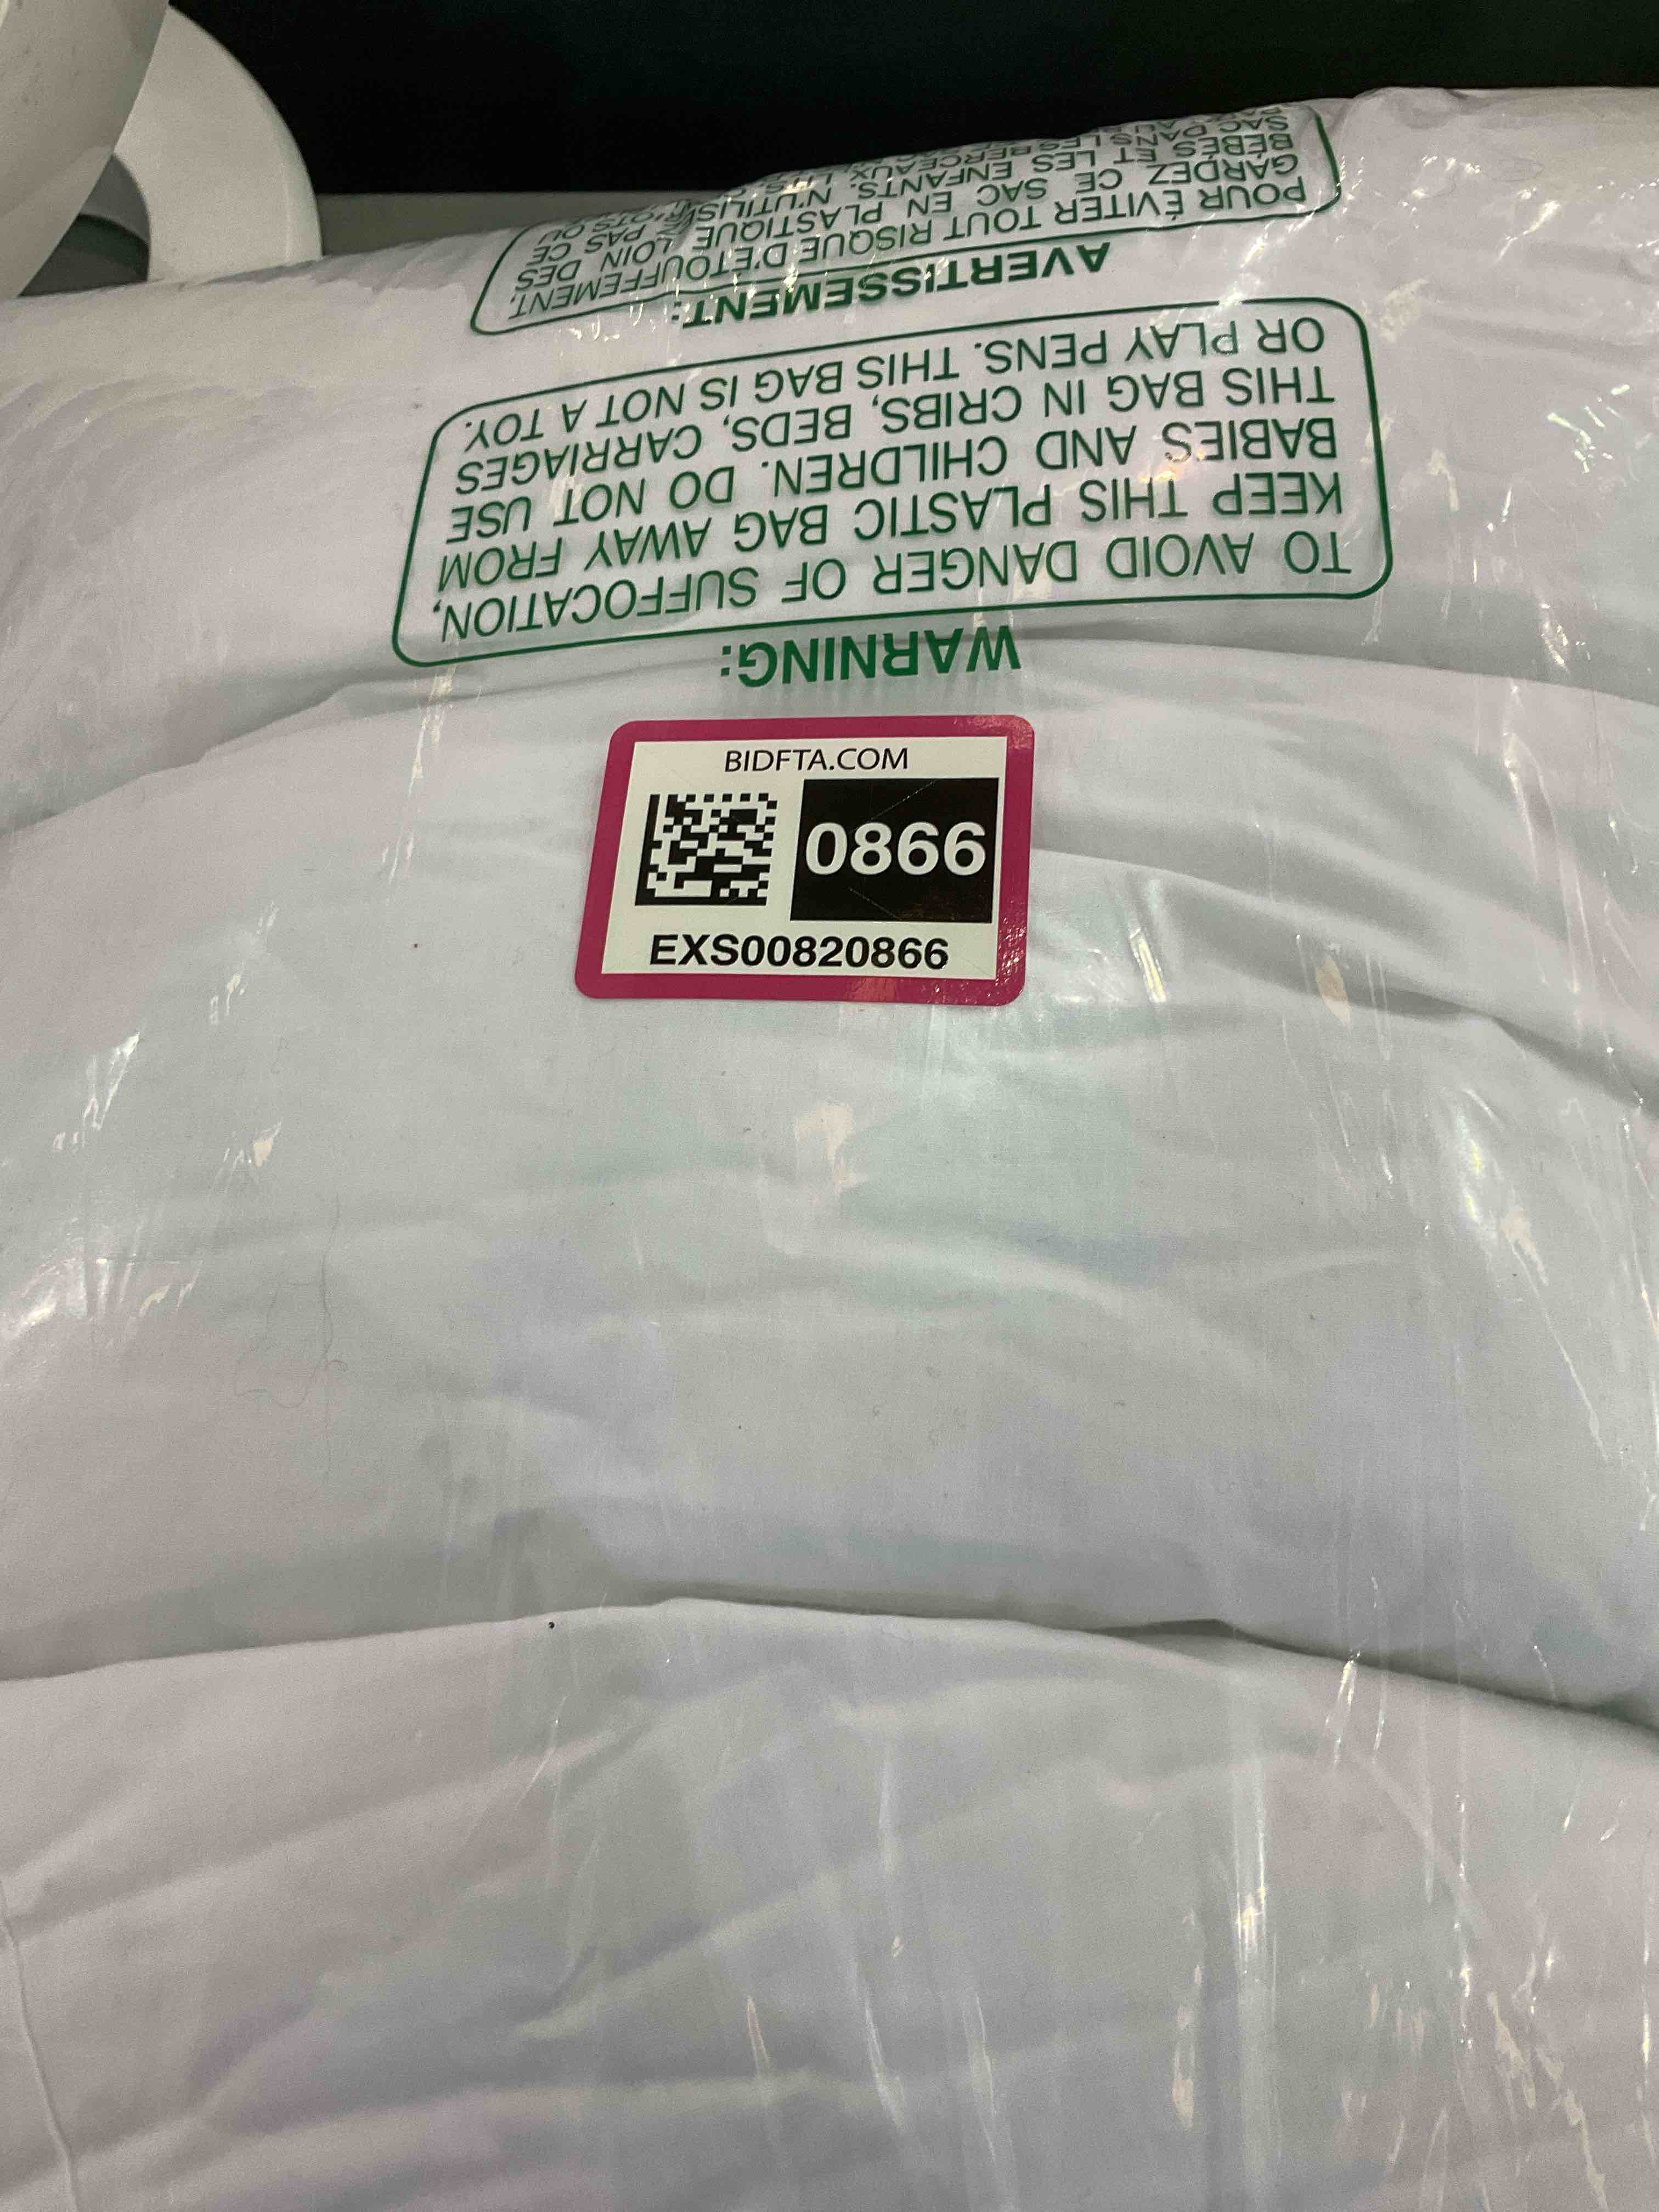 WARNING:
TO AVOID DANGER OF SUFFOCATION,
KEEP THIS PLASTIC BAG AWAY FROM
BABIES AND CHILDREN. DO NOT USE
THIS BAG IN CRIBS, BEDS, CARRIAGES
OR PLAY PENS. THIS BAG IS NOT A TOY.
AVERTISSEMENT:
POUR ÉVITER TOUT RISQUE D'ÉTOUFFEMENT,
GARDEZ CE SAC EN PLASTIQUE LOIN DES
BÉBÉS ET LES ENFANTS. PAS CE
SAC
BIDFTA.COM
0866
EXS00820866